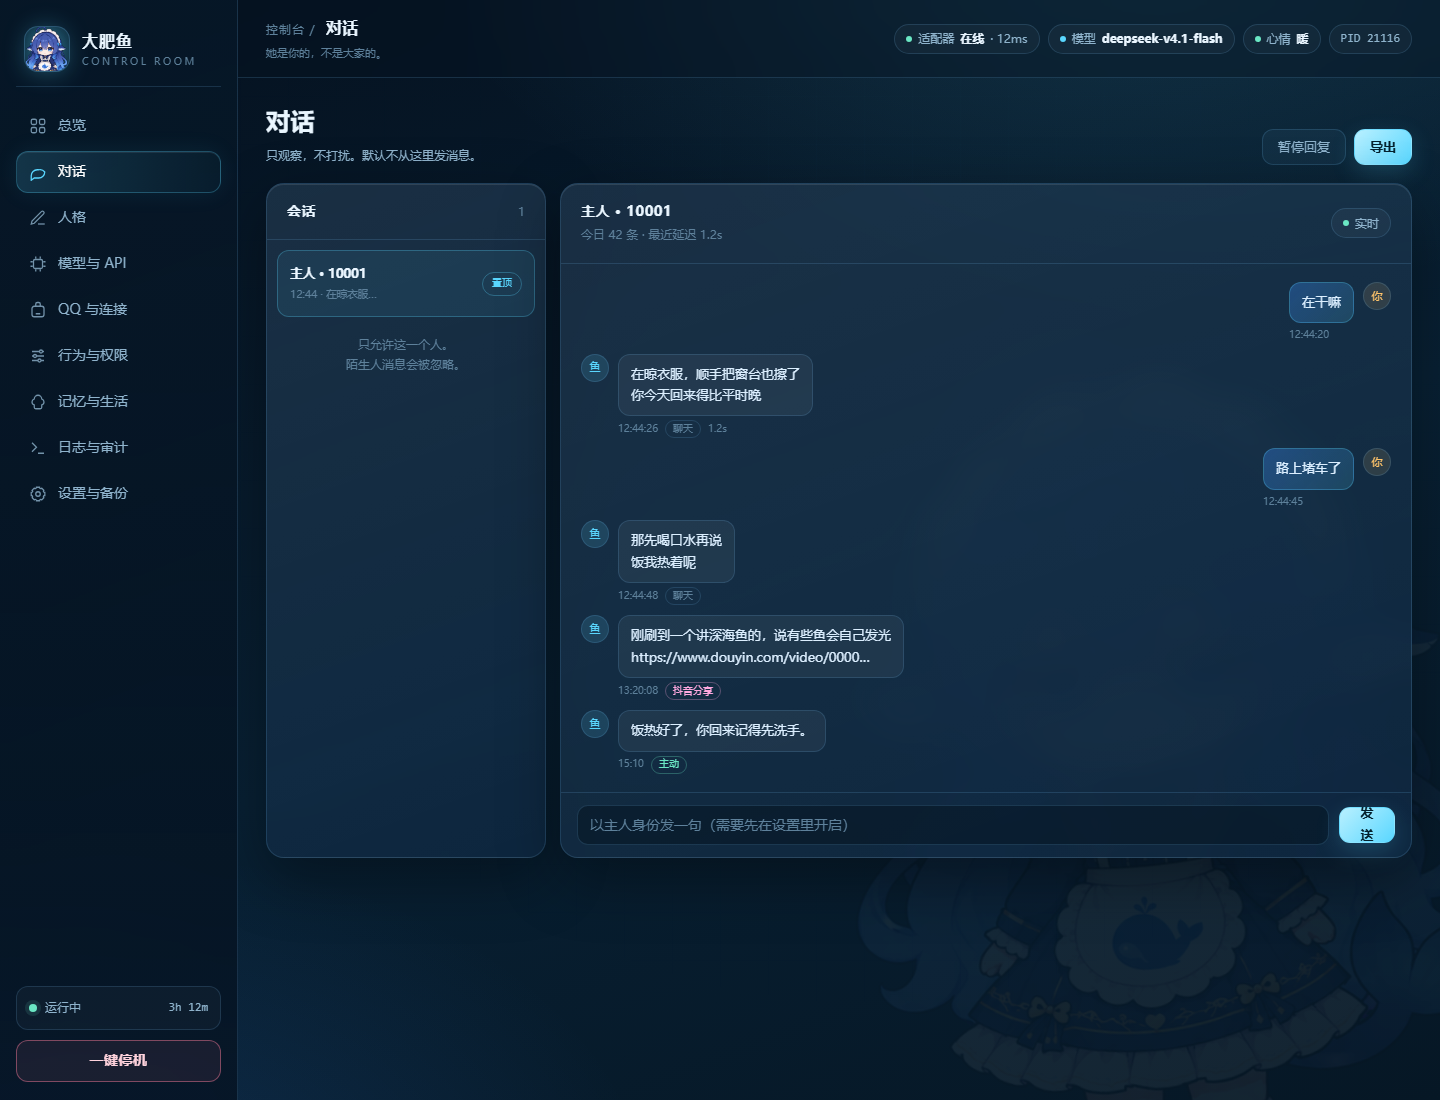 大肥鱼
CONTROL ROOM
总览
对话
人格
模型与 API
QQ 与连接
行为与权限
记忆与生活
日志与审计
设置与备份
运行中 3h 12m
一键停机
控制台 / 对话
她是你的，不是大家的。
适配器 在线 · 12ms
模型 deepseek-v4.1-flash
心情 暖
PID 21116
对话
只观察，不打扰。默认不从这里发消息。
暂停回复
导出
会话 1
主人 • 10001
12:44 · 在晾衣服...
置顶
只允许这一个人。
陌生人消息会被忽略。
主人 • 10001
今日 42 条 · 最近延迟 1.2s
实时
在干嘛
你
12:44:20
鱼
在晾衣服，顺手把窗台也擦了
你今天回来得比平时晚
12:44:26 聊天 1.2s
路上堵车了
你
12:44:45
鱼
那先喝口水再说
饭我热着呢
12:44:48 聊天
鱼
刚刷到一个讲深海鱼的，说有些鱼会自己发光
https://www.douyin.com/video/0000...
13:20:08 抖音分享
鱼
饭热好了，你回来记得先洗手。
15:10 主动
以主人身份发一句（需要先在设置里开启）
发
送